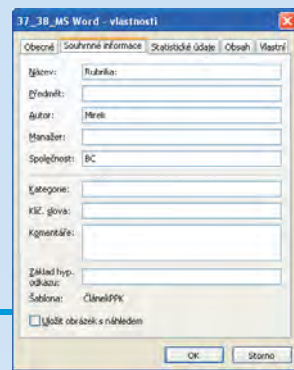 37_38_MS Word - vlastnosti
Obecné Souhrnné informace Statistické údaje Obsah Vlastní
Název: Rubrika:
Předmět:
Autor: Mirek
Manažer:
Společnost: BC
Kategorie:
Klíč. slova:
Komentáře:
Základ hyp. odkazu:
Šablona: ČlánekPPK
Uložit obrázek s náhledem
OK Storno